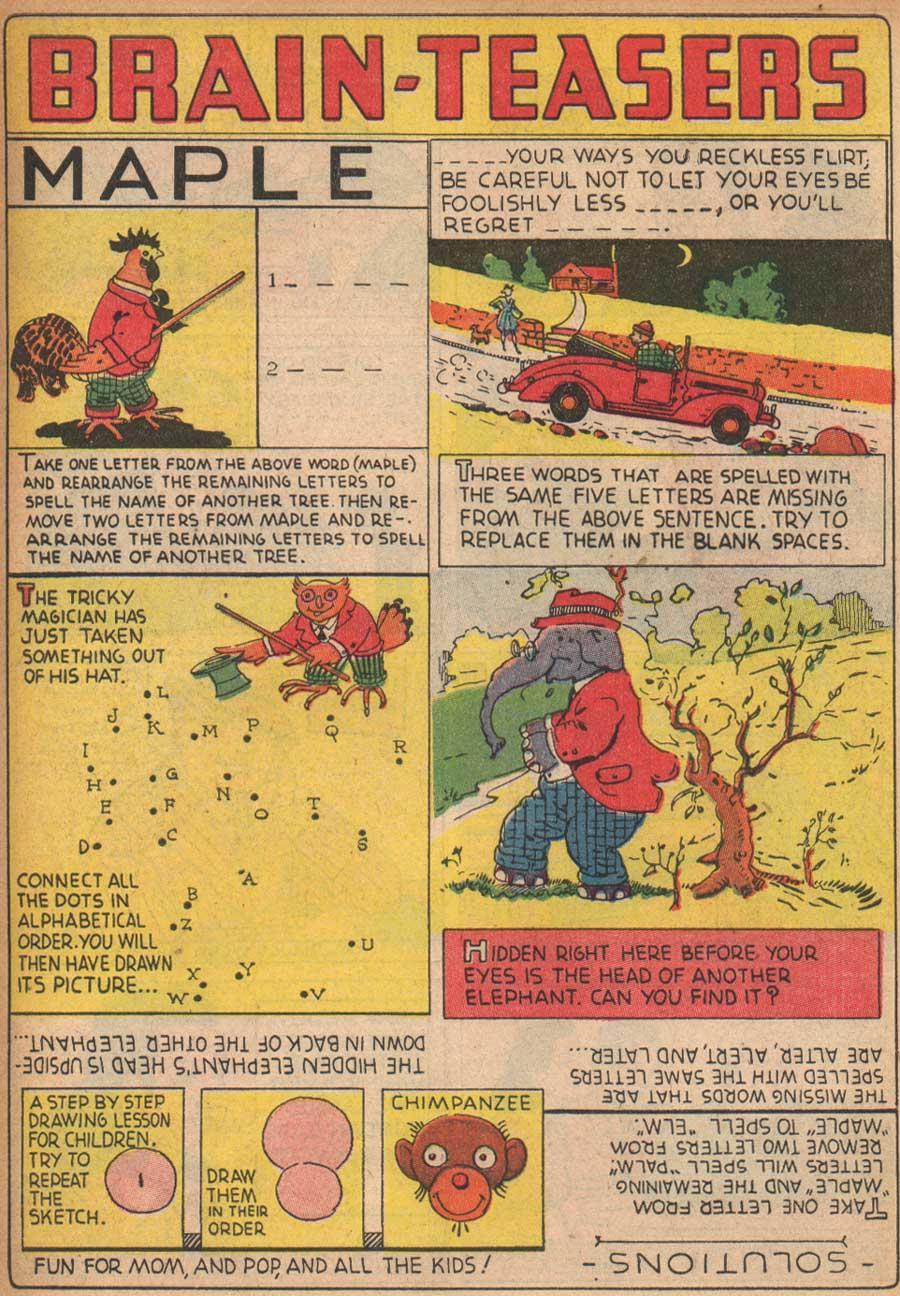 BRAIN-TEASERS
MAPLE
1_ _ _ _
2_ _ _
TAKE ONE LETTER FROM THE ABOVE WORD (MAPLE)
AND REARRANGE THE REMAINING LETTERS TO
SPELL THE NAME OF ANOTHER TREE. THEN RE-
MOVE TWO LETTERS FROM MAPLE AND RE-
ARRANGE THE REMAINING LETTERS TO SPELL
THE NAME OF ANOTHER TREE.
_ _ _ _ _YOUR WAYS YOU RECKLESS FLIRT;
BE CAREFUL NOT TO LET YOUR EYES BE
FOOLISHLY LESS _ _ _ _ _, OR YOU'LL
REGRET _ _ _ _ _.
THREE WORDS THAT ARE SPELLED WITH
THE SAME FIVE LETTERS ARE MISSING
FROM THE ABOVE SENTENCE. TRY TO
REPLACE THEM IN THE BLANK SPACES.
THE TRICKY
MAGICIAN HAS
JUST TAKEN
SOMETHING OUT
OF HIS HAT.
L
J K M P Q
I R
H G
E F N O T
D C S
A
B
Z U
X Y
W V
CONNECT ALL
THE DOTS IN
ALPHABETICAL
ORDER. YOU WILL
THEN HAVE DRAWN
ITS PICTURE...
HIDDEN RIGHT HERE BEFORE YOUR
EYES IS THE HEAD OF ANOTHER
ELEPHANT. CAN YOU FIND IT?
THE HIDDEN ELEPHANT'S HEAD IS UPSIDE-
DOWN IN BACK OF THE OTHER ELEPHANT...
A STEP BY STEP
DRAWING LESSON
FOR CHILDREN.
TRY TO
REPEAT
THE
SKETCH.
1
DRAW
THEM
IN THEIR
ORDER
CHIMPANZEE
- SOLUTIONS -
TAKE ONE LETTER FROM
"MAPLE," AND THE REMAINING
LETTERS WILL SPELL "PALM";
REMOVE TWO LETTERS FROM
"MAPLE," TO SPELL "ELM".
THE MISSING WORDS THAT ARE
SPELLED WITH THE SAME LETTERS
ARE ALTER, ALERT, AND LATER...
FUN FOR MOM, AND POP, AND ALL THE KIDS!